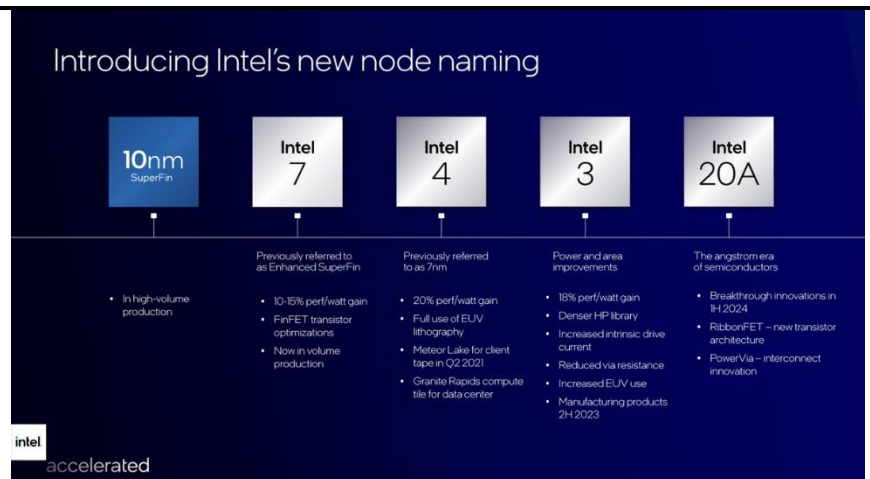 Introducing Intel's new node naming
10nm
SuperFin
Intel
7
Intel
4
Intel
3
Intel
20A
• In high-volume
production
Previously referred to
as Enhanced SuperFin
• 10-15% perf/watt gain
• FinFET transistor
optimizations
• Now in volume
production
Previously referred
to as 7nm
• 20% perf/watt gain
• Full use of EUV
lithography
• Meteor Lake for client
tape in Q2 2021
• Granite Rapids compute
tile for data center
Power and area
improvements
• 18% perf/watt gain
• Denser HP library
• Increased intrinsic drive
current
• Reduced via resistance
• Increased EUV use
• Manufacturing products
2H 2023
The angstrom era
of semiconductors
• Breakthrough innovations in
1H 2024
• RibbonFET – new transistor
architecture
• PowerVia – interconnect
innovation
intel.
accelerated